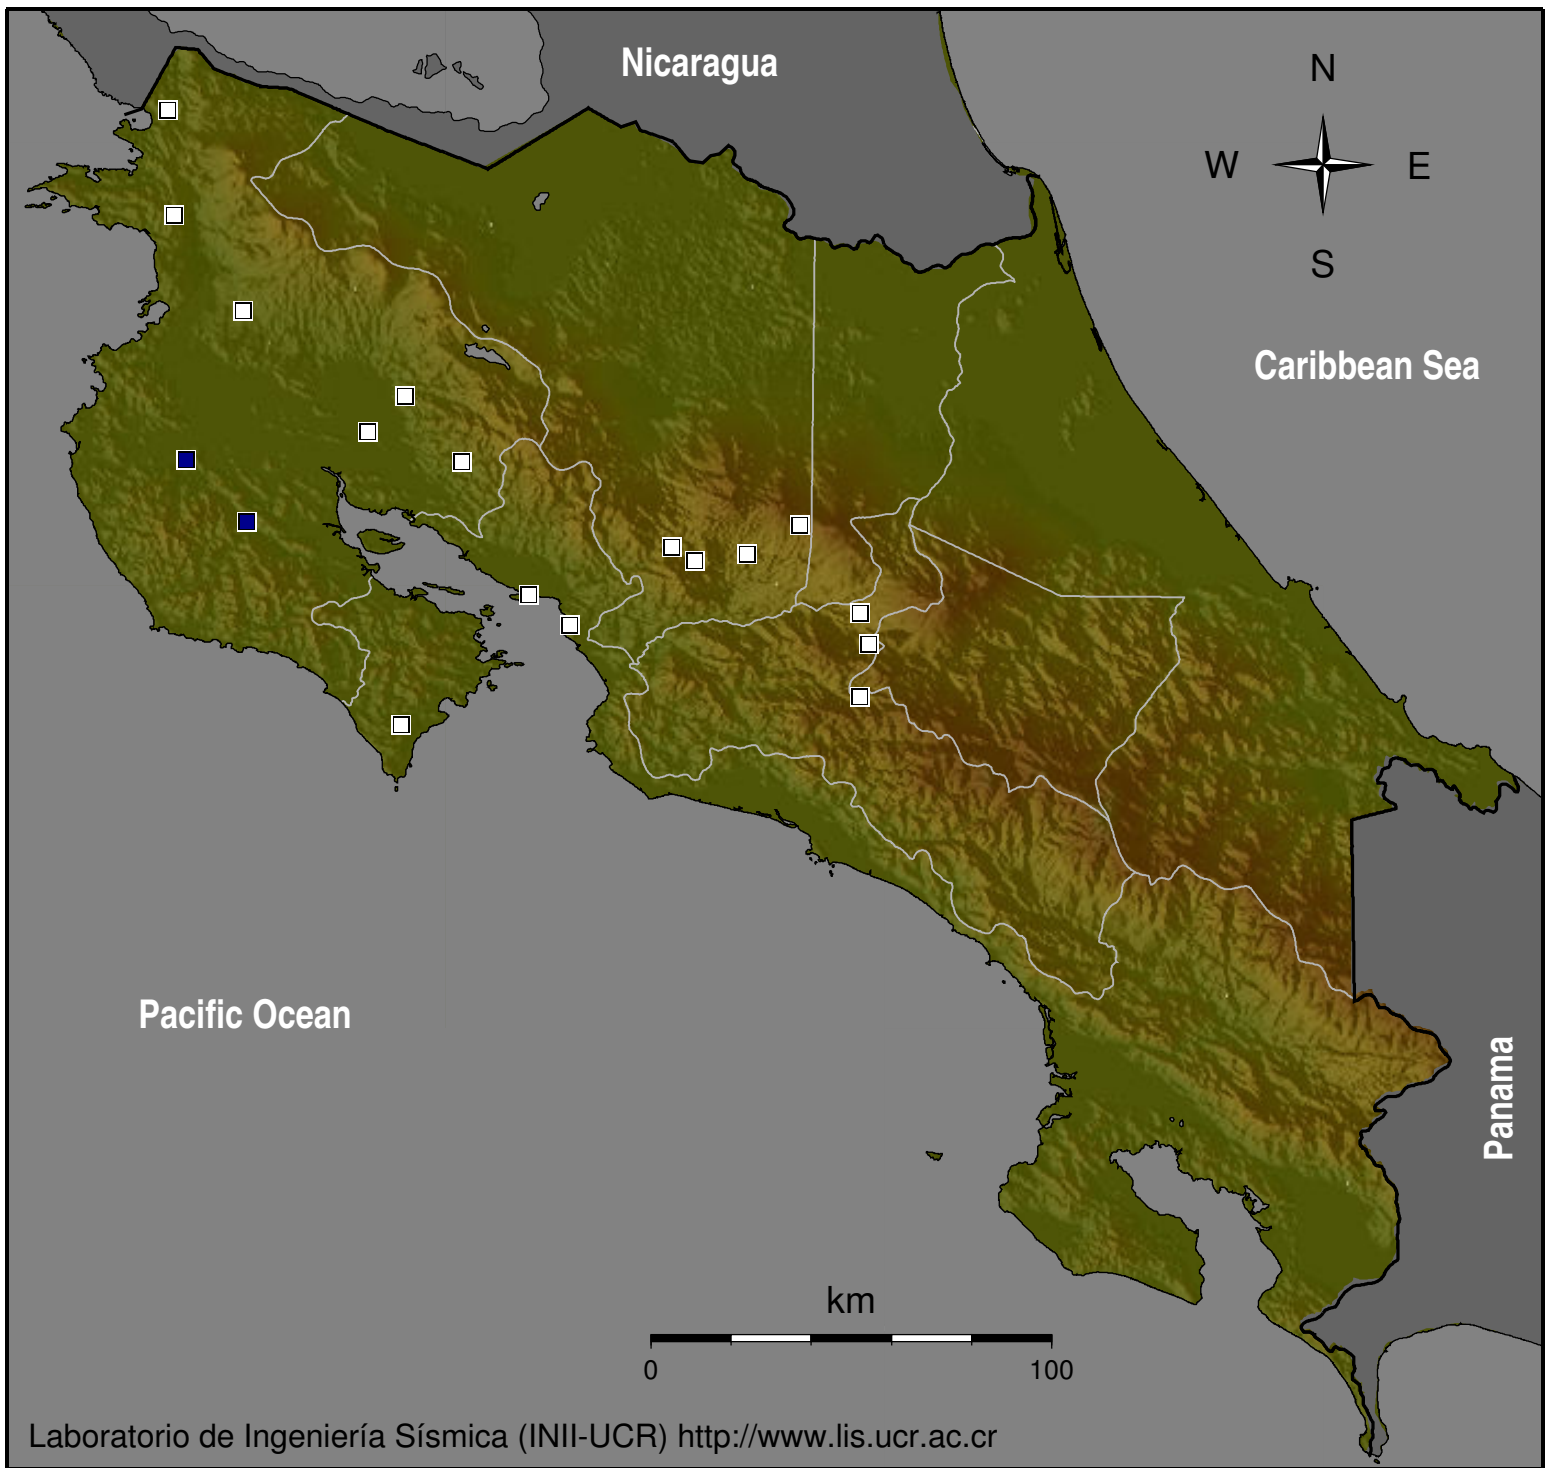 Nicaragua
N
W E
S
Caribbean Sea
Pacific Ocean
Panama
km
0 100
Laboratorio de Ingeniería Sísmica (INII-UCR) http://www.lis.ucr.ac.cr